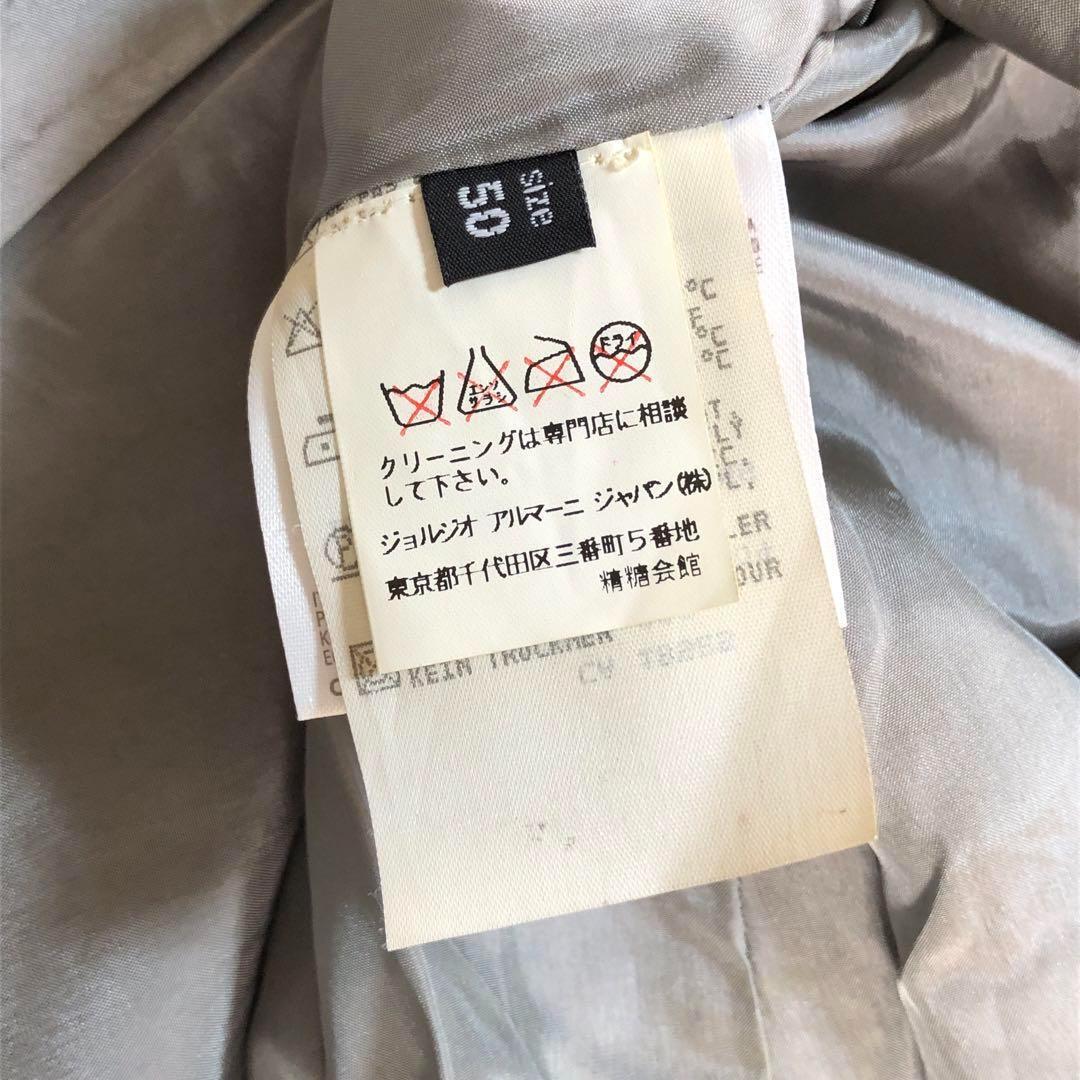 size
50
エンソ
サラシ
ドライ
クリーニングは専門店に相談
して下さい。
ジョルジオ アルマーニ ジャパン(株)
東京都千代田区三番町5番地
精糖会館
°C
°C
°C
LER
OUR
KEIN TROCKNER